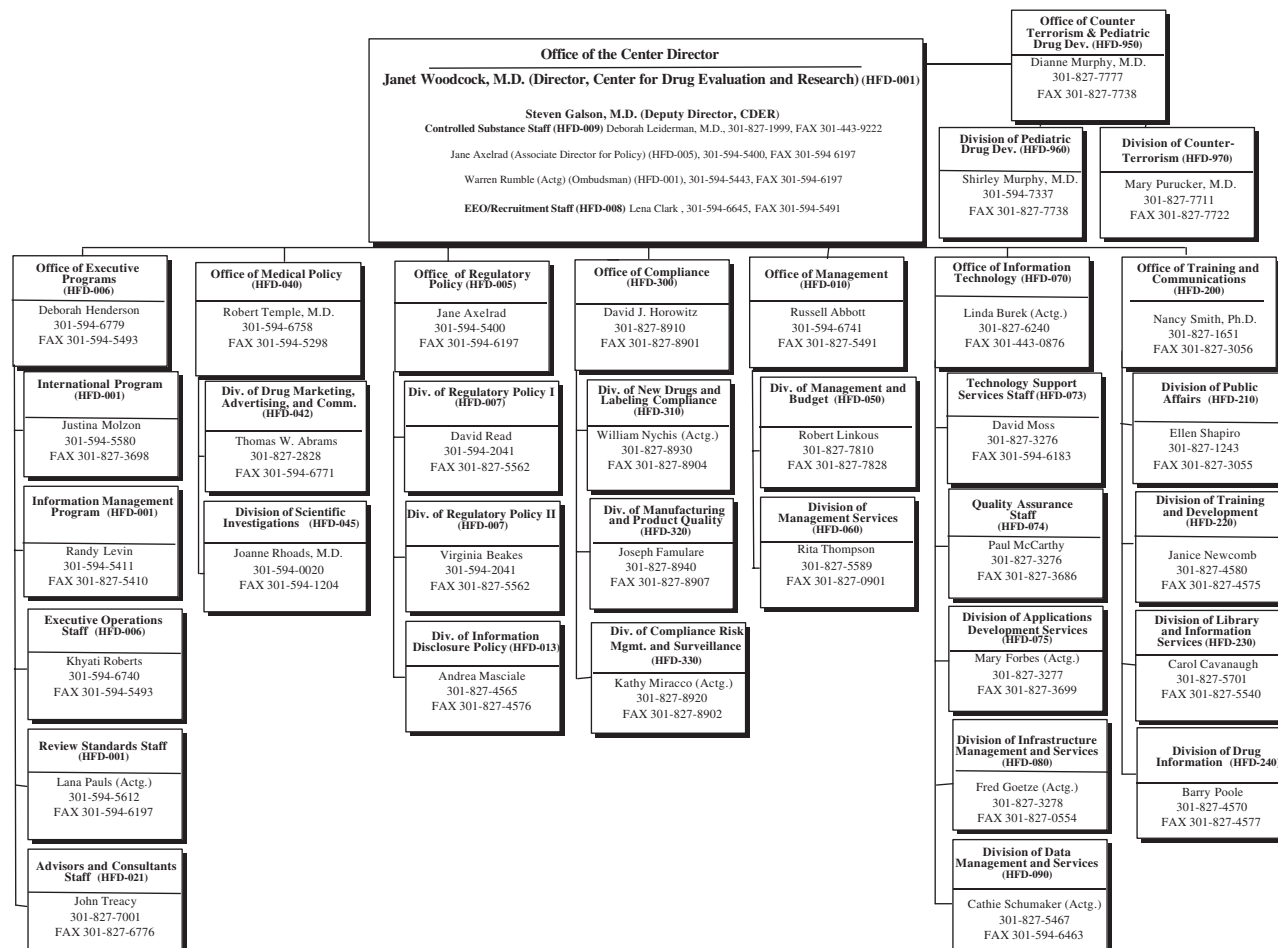 Office of the Center Director
Janet Woodcock, M.D. (Director, Center for Drug Evaluation and Research) (HFD-001)
Steven Galson, M.D. (Deputy Director, CDER)
Controlled Substance Staff (HFD-009) Deborah Leiderman, M.D., 301-827-1999, FAX 301-443-9222
Jane Axelrad (Associate Director for Policy) (HFD-005), 301-594-5400, FAX 301-594 6197
Warren Rumble (Actg) (Ombudsman) (HFD-001), 301-594-5443, FAX 301-594-6197
EEO/Recruitment Staff (HFD-008) Lena Clark , 301-594-6645, FAX 301-594-5491
Office of Counter
Terrorism & Pediatric
Drug Dev. (HFD-950)
Dianne Murphy, M.D.
301-827-7777
FAX 301-827-7738
Division of Pediatric
Drug Dev. (HFD-960)
Shirley Murphy, M.D.
301-594-7337
FAX 301-827-7738
Division of Counter-
Terrorism (HFD-970)
Mary Purucker, M.D.
301-827-7711
FAX 301-827-7722
Office of Executive
Programs
(HFD-006)
Deborah Henderson
301-594-6779
FAX 301-594-5493
International Program
(HFD-001)
Justina Molzon
301-594-5580
FAX 301-827-3698
Information Management
Program (HFD-001)
Randy Levin
301-594-5411
FAX 301-827-5410
Executive Operations
Staff (HFD-006)
Khyati Roberts
301-594-6740
FAX 301-594-5493
Review Standards Staff
(HFD-001)
Lana Pauls (Actg.)
301-594-5612
FAX 301-594-6197
Advisors and Consultants
Staff (HFD-021)
John Treacy
301-827-7001
FAX 301-827-6776
Office of Medical Policy
(HFD-040)
Robert Temple, M.D.
301-594-6758
FAX 301-594-5298
Div. of Drug Marketing,
Advertising, and Comm.
(HFD-042)
Thomas W. Abrams
301-827-2828
FAX 301-594-6771
Division of Scientific
Investigations (HFD-045)
Joanne Rhoads, M.D.
301-594-0020
FAX 301-594-1204
Office of Regulatory
Policy (HFD-005)
Jane Axelrad
301-594-5400
FAX 301-594-6197
Div. of Regulatory Policy I
(HFD-007)
David Read
301-594-2041
FAX 301-827-5562
Div. of Regulatory Policy II
(HFD-007)
Virginia Beakes
301-594-2041
FAX 301-827-5562
Div. of Information
Disclosure Policy (HFD-013)
Andrea Masciale
301-827-4565
FAX 301-827-4576
Office of Compliance
(HFD-300)
David J. Horowitz
301-827-8910
FAX 301-827-8901
Div. of New Drugs and
Labeling Compliance
(HFD-310)
William Nychis (Actg.)
301-827-8930
FAX 301-827-8904
Div. of Manufacturing
and Product Quality
(HFD-320)
Joseph Famulare
301-827-8940
FAX 301-827-8907
Div. of Compliance Risk
Mgmt. and Surveillance
(HFD-330)
Kathy Miracco (Actg.)
301-827-8920
FAX 301-827-8902
Office of Management
(HFD-010)
Russell Abbott
301-594-6741
FAX 301-827-5491
Div. of Management and
Budget (HFD-050)
Robert Linkous
301-827-7810
FAX 301-827-7828
Division of
Management Services
(HFD-060)
Rita Thompson
301-827-5589
FAX 301-827-0901
Office of Information
Technology (HFD-070)
Linda Burek (Actg.)
301-827-6240
FAX 301-443-0876
Technology Support
Services Staff (HFD-073)
David Moss
301-827-3276
FAX 301-594-6183
Quality Assurance
Staff
(HFD-074)
Paul McCarthy
301-827-3276
FAX 301-827-3686
Division of Applications
Development Services
(HFD-075)
Mary Forbes (Actg.)
301-827-3277
FAX 301-827-3699
Division of Infrastructure
Management and Services
(HFD-080)
Fred Goetze (Actg.)
301-827-3278
FAX 301-827-0554
Division of Data
Management and Services
(HFD-090)
Cathie Schumaker (Actg.)
301-827-5467
FAX 301-594-6463
Office of Training and
Communications
(HFD-200)
Nancy Smith, Ph.D.
301-827-1651
FAX 301-827-3056
Division of Public
Affairs (HFD-210)
Ellen Shapiro
301-827-1243
FAX 301-827-3055
Division of Training
and Development
(HFD-220)
Janice Newcomb
301-827-4580
FAX 301-827-4575
Division of Library
and Information
Services (HFD-230)
Carol Cavanaugh
301-827-5701
FAX 301-827-5540
Division of Drug
Information (HFD-240)
Barry Poole
301-827-4570
FAX 301-827-4577